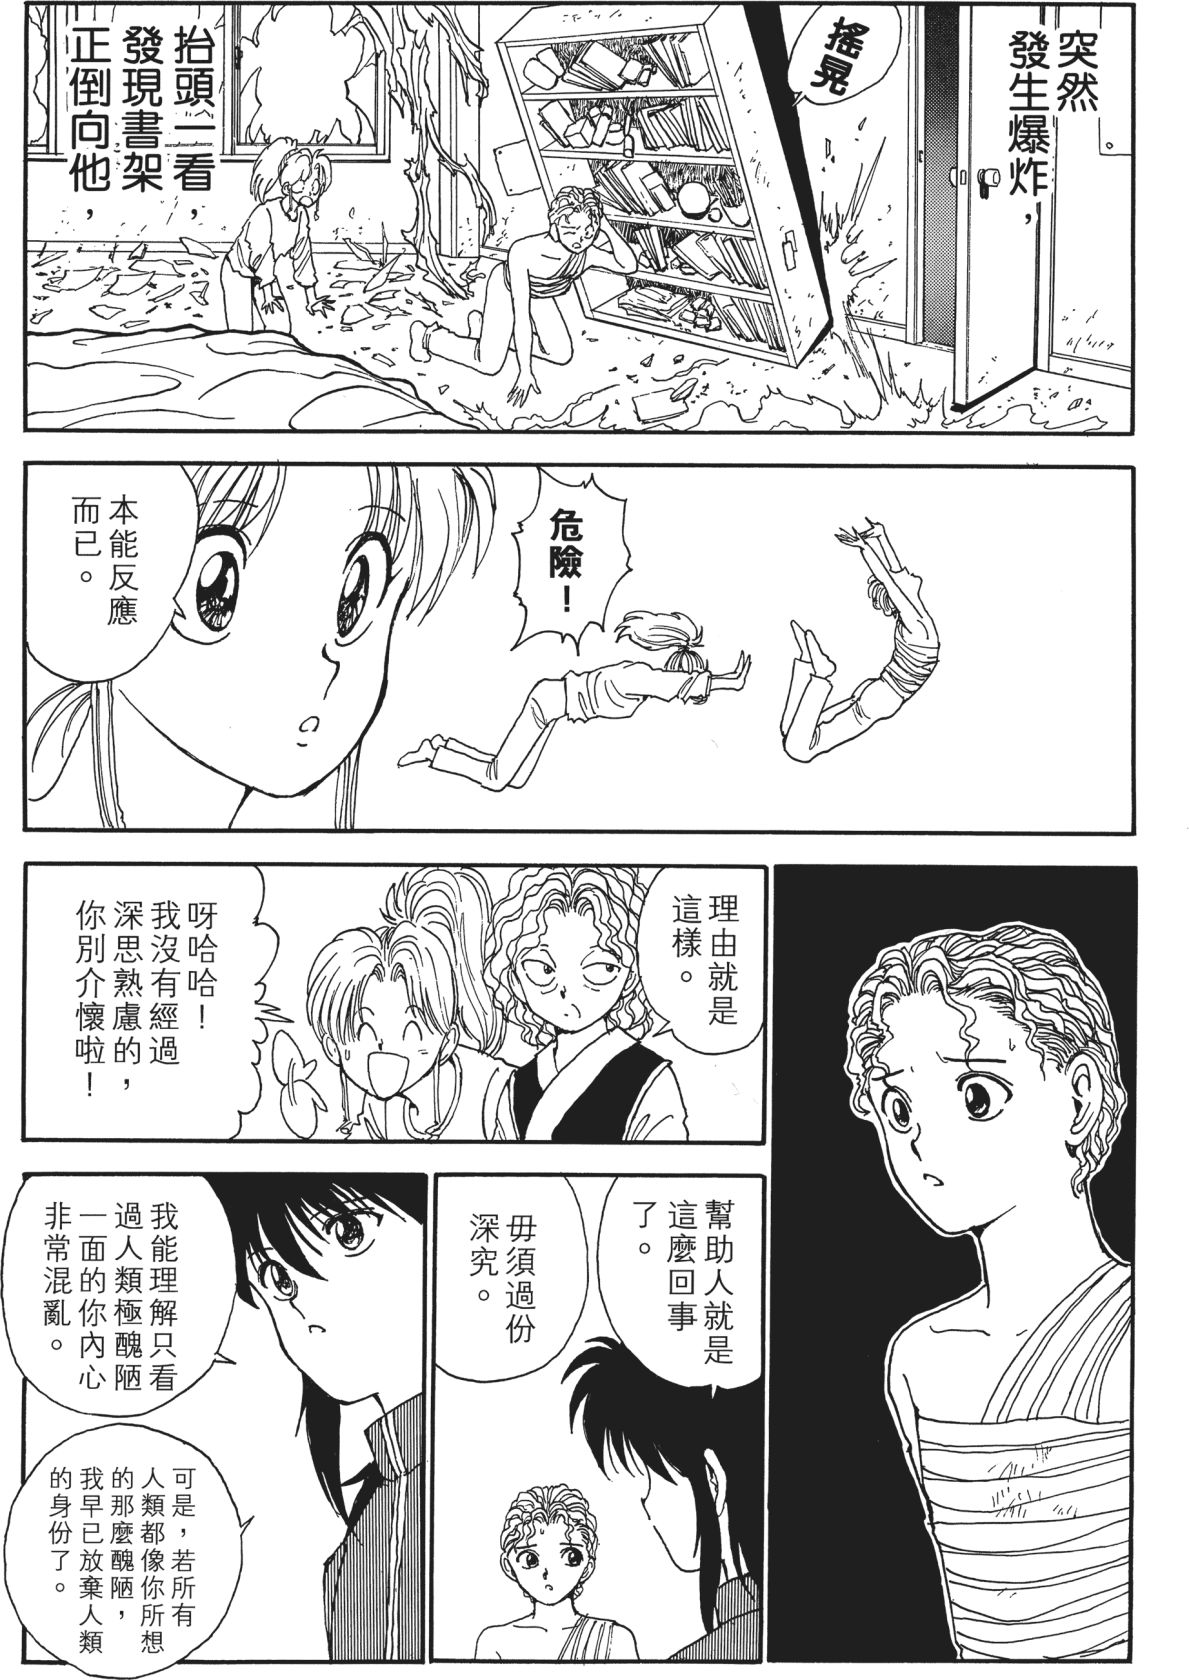 突然
發生爆炸，
搖晃
抬頭一看，
發現書架
正倒向他，
危險！
本能反應
而已。
理由就是
這樣。
呀哈哈！
我沒有經過
深思熟慮的，
你別介懷啦！
幫助人就是
這麼回事
了。
毋須過份
深究。
我能理解只看
過人類極醜陋
一面的你內心
非常混亂。
可是，若所有
人類都像你所想
的那麼醜陋，
我早已放棄人類
的身份了。